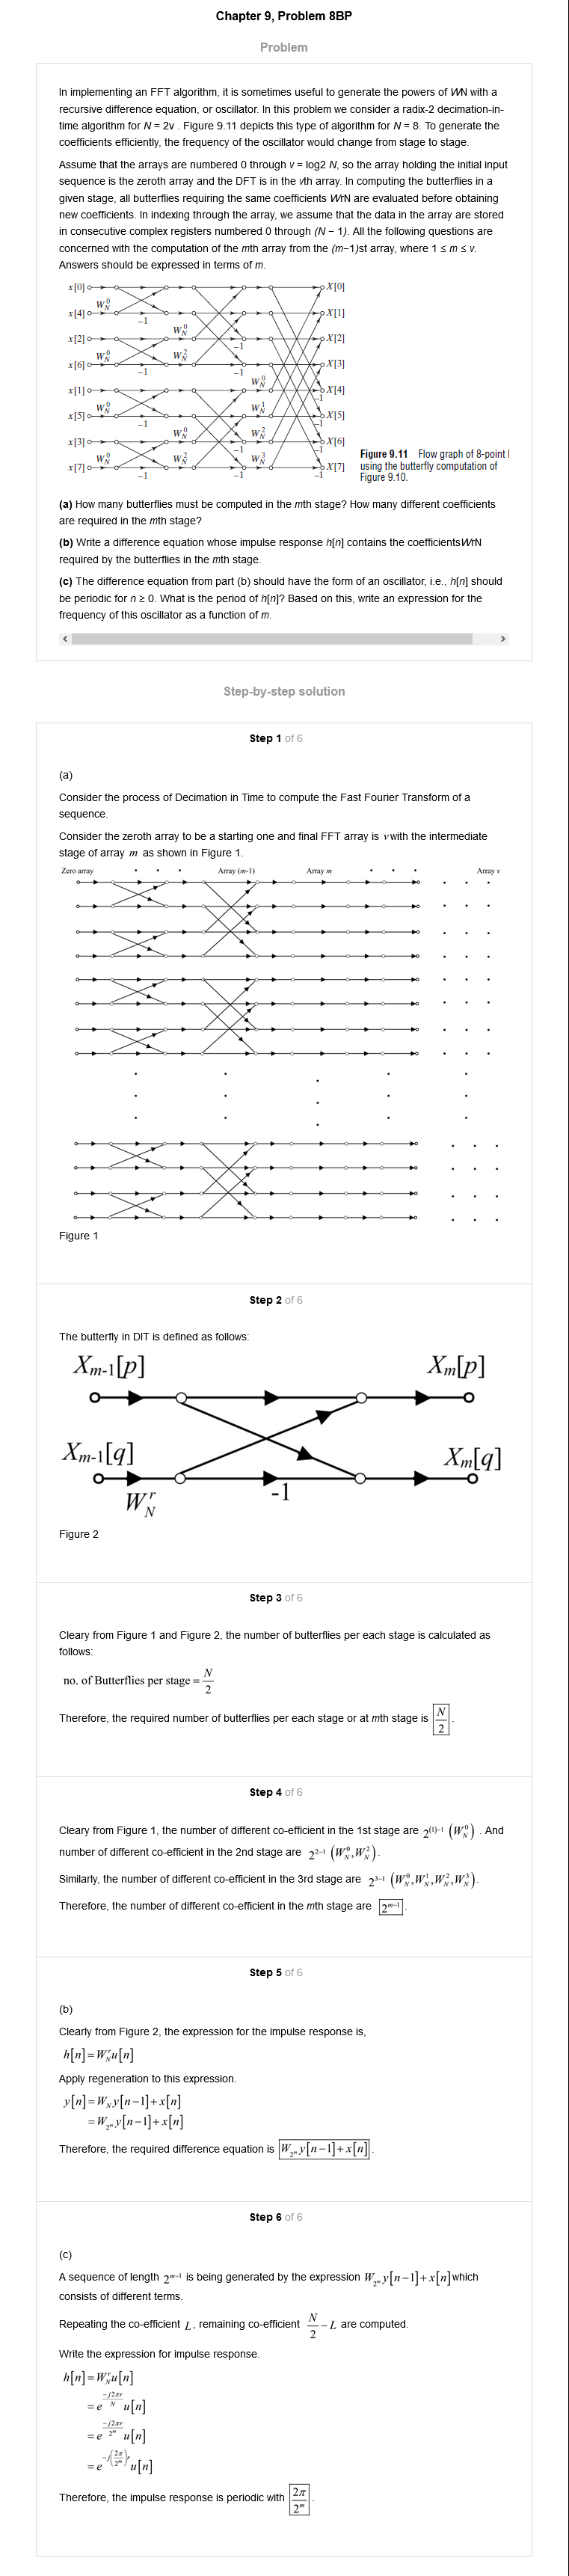 Chapter 9, Problem 8BP
Problem
In implementing an FFT algorithm, it is sometimes useful to generate the powers of WN with a
recursive difference equation, or oscillator. In this problem we consider a radix-2 decimation-in-
time algorithm for N = 2v . Figure 9.11 depicts this type of algorithm for N = 8. To generate the
coefficients efficiently, the frequency of the oscillator would change from stage to stage.
Assume that the arrays are numbered 0 through v = log2 N, so the array holding the initial input
sequence is the zeroth array and the DFT is in the vth array. In computing the butterflies in a
given stage, all butterflies requiring the same coefficients WrN are evaluated before obtaining
new coefficients. In indexing through the array, we assume that the data in the array are stored
in consecutive complex registers numbered 0 through (N − 1). All the following questions are
concerned with the computation of the mth array from the (m−1)st array, where 1 ≤ m ≤ v.
Answers should be expressed in terms of m.
x[0] X[0]
W_N^0
x[4] X[1]
-1
W_N^0
x[2] X[2]
W_N^0 W_N^2 -1
x[6] X[3]
-1 -1
W_N^0
x[1] X[4]
-1
W_N^0 W_N^1
x[5] X[5]
-1 W_N^0 W_N^2 -1
x[3] X[6]
-1 -1
W_N^0 W_N^2 W_N^3
x[7] X[7]
-1 -1 -1
Figure 9.11 Flow graph of 8-point
using the butterfly computation of
Figure 9.10.
(a) How many butterflies must be computed in the mth stage? How many different coefficients
are required in the mth stage?
(b) Write a difference equation whose impulse response h[n] contains the coefficientsWrN
required by the butterflies in the mth stage.
(c) The difference equation from part (b) should have the form of an oscillator, i.e., h[n] should
be periodic for n ≥ 0. What is the period of h[n]? Based on this, write an expression for the
frequency of this oscillator as a function of m.
Step-by-step solution
Step 1 of 6
(a)
Consider the process of Decimation in Time to compute the Fast Fourier Transform of a
sequence.
Consider the zeroth array to be a starting one and final FFT array is v with the intermediate
stage of array m as shown in Figure 1.
Zero array Array (m-1) Array m Array v
Figure 1
Step 2 of 6
The butterfly in DIT is defined as follows:
X_{m-1}[p] X_m[p]
X_{m-1}[q] X_m[q]
W_N^r -1
Figure 2
Step 3 of 6
Cleary from Figure 1 and Figure 2, the number of butterflies per each stage is calculated as
follows:
no. of Butterflies per stage = N/2
Therefore, the required number of butterflies per each stage or at mth stage is N/2 .
Step 4 of 6
Cleary from Figure 1, the number of different co-efficient in the 1st stage are 2^{(1)-1} (W_N^0) . And
number of different co-efficient in the 2nd stage are 2^{2-1} (W_N^0, W_N^2) .
Similarly, the number of different co-efficient in the 3rd stage are 2^{3-1} (W_N^0, W_N^1, W_N^2, W_N^3) .
Therefore, the number of different co-efficient in the mth stage are 2^{m-1} .
Step 5 of 6
(b)
Clearly from Figure 2, the expression for the impulse response is,
h[n] = W_N^r u[n]
Apply regeneration to this expression.
y[n] = W_N y[n-1] + x[n]
= W_{2^m} y[n-1] + x[n]
Therefore, the required difference equation is W_{2^m} y[n-1] + x[n] .
Step 6 of 6
(c)
A sequence of length 2^{m-1} is being generated by the expression W_{2^m} y[n-1] + x[n] which
consists of different terms.
Repeating the co-efficient L , remaining co-efficient N/2 - L are computed.
Write the expression for impulse response.
h[n] = W_N^r u[n]
= e^{-j2πr/N} u[n]
= e^{-j2πr/2^m} u[n]
= e^{-j(2π/2^m)r} u[n]
Therefore, the impulse response is periodic with 2π/2^m .